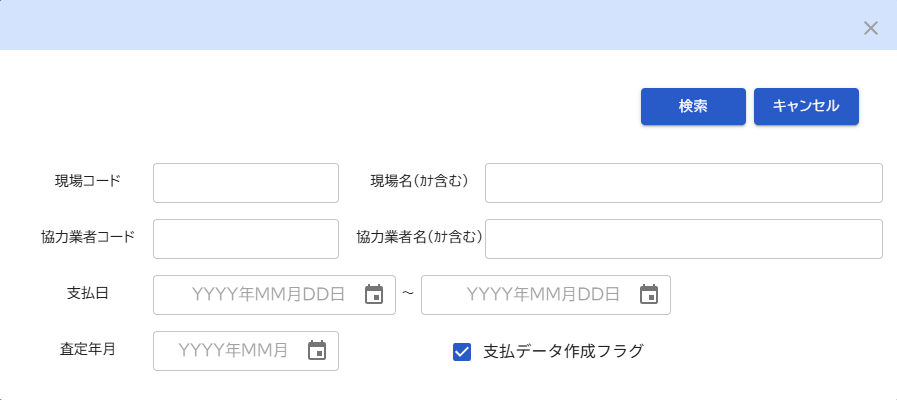 検索 キャンセル
現場コード 現場名(ｶﾅ含む)
協力業者コード 協力業者名(ｶﾅ含む)
支払日 YYYY年MM月DD日 ～ YYYY年MM月DD日
査定年月 YYYY年MM月 支払データ作成フラグ